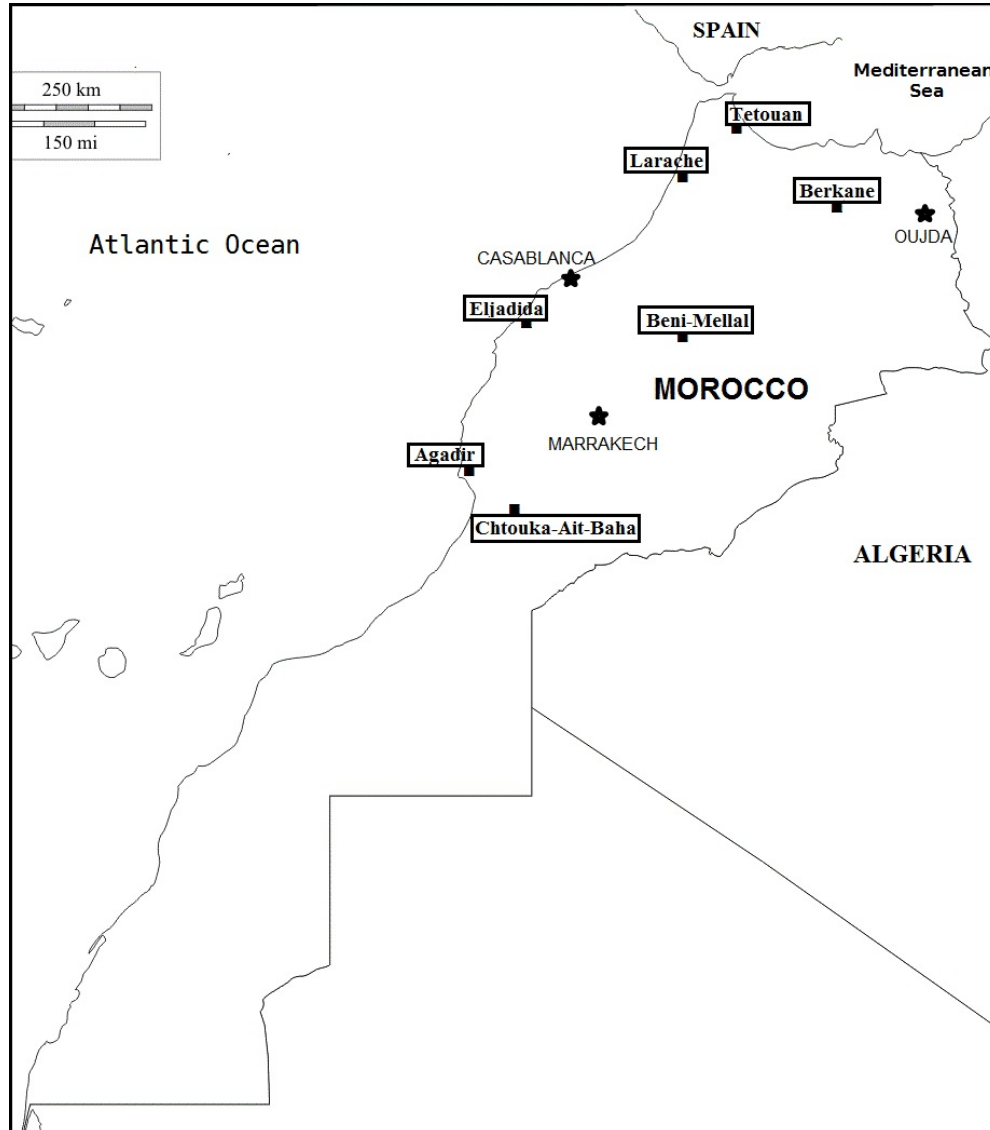 SPAIN
Mediterranean
Sea
250 km
150 mi
Tetouan
Larache
Berkane
OUJDA
Atlantic Ocean
CASABLANCA
Eljadida
Beni-Mellal
MOROCCO
MARRAKECH
Agadir
Chtouka-Ait-Baha
ALGERIA